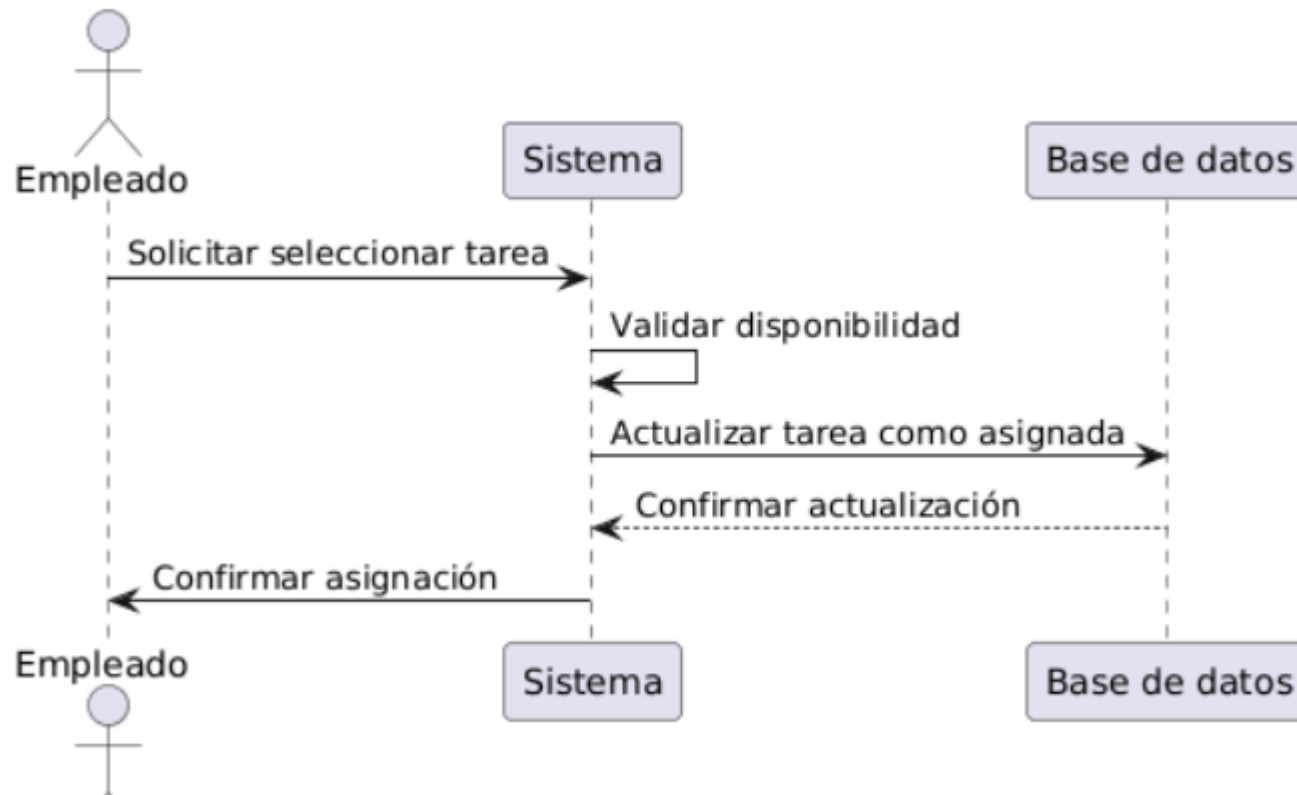 Empleado
Sistema
Base de datos
Solicitar seleccionar tarea
Validar disponibilidad
Actualizar tarea como asignada
Confirmar actualización
Confirmar asignación
Empleado
Sistema
Base de datos